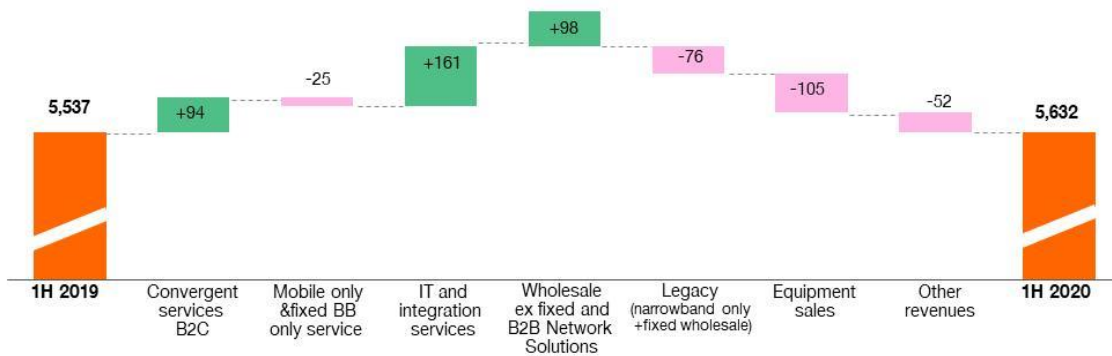 +98
-76
+161
-25
-105
-52
5,537
+94
5,632
1H 2019
Convergent
services
B2C
Mobile only
&fixed BB
only service
IT and
integration
services
Wholesale
ex fixed and
B2B Network
Solutions
Legacy
(narrowband only
+fixed wholesale)
Equipment
sales
Other
revenues
1H 2020